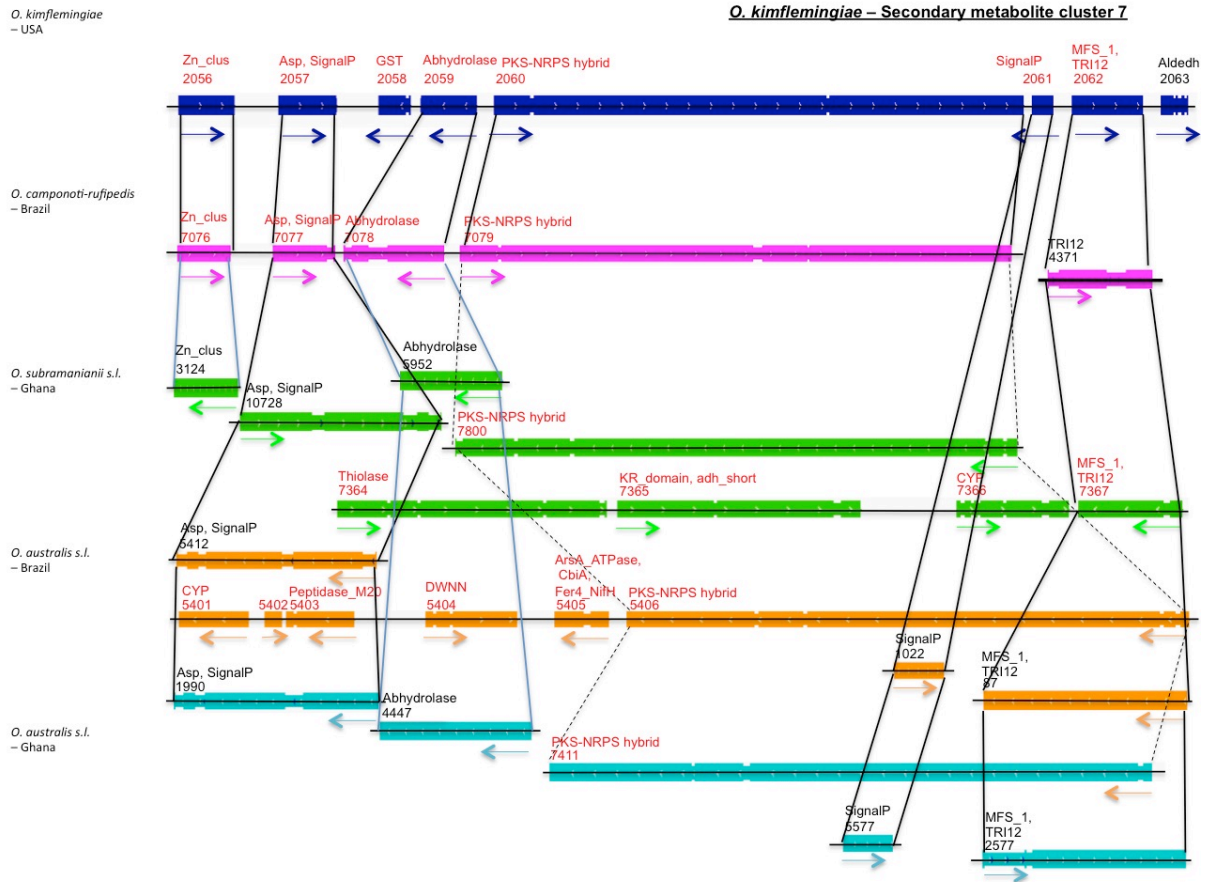 O. kimflemingiae
– USA
O. kimflemingiae – Secondary metabolite cluster 7
Zn_clus
2056
Asp, SignalP
2057
GST
2058
Abhydrolase
2059
PKS-NRPS hybrid
2060
SignalP
2061
MFS_1,
TRI12
2062
Aldedh
2063
O. camponoti-rufipedis
– Brazil
Zn_clus
7076
Asp, SignalP
7077
Abhydrolase
7078
PKS-NRPS hybrid
7079
TRI12
4371
O. subramanianii s.l.
– Ghana
Zn_clus
3124
Asp, SignalP
10728
Abhydrolase
5952
PKS-NRPS hybrid
7800
Thiolase
7364
KR_domain, adh_short
7365
CYP
7366
MFS_1,
TRI12
7367
O. australis s.l.
– Brazil
Asp, SignalP
5412
CYP
5401
5402
Peptidase_M20
5403
DWNN
5404
ArsA_ATPase,
CbiA,
Fer4_NifH
5405
PKS-NRPS hybrid
5406
SignalP
1022
MFS_1,
TRI12
87
O. australis s.l.
– Ghana
Asp, SignalP
1990
Abhydrolase
4447
PKS-NRPS hybrid
7411
SignalP
5577
MFS_1,
TRI12
2577